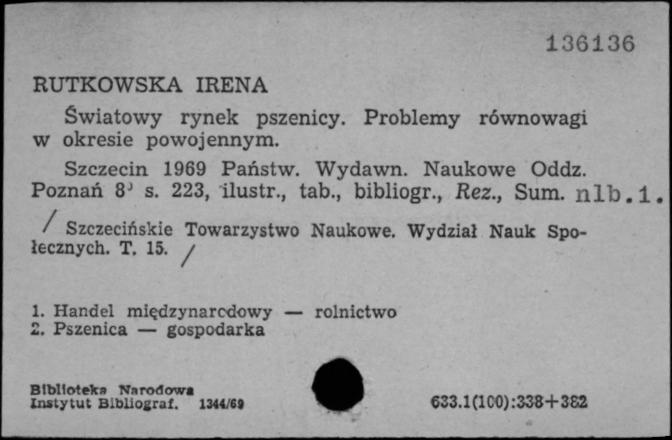 136136
RUTKOWSKA IRENA
Światowy rynek pszenicy. Problemy równowagi
w okresie powojennym.
Szczecin 1969 Państw. Wydawn. Naukowe Oddz.
Poznań 8° s. 223, ilustr., tab., bibliogr., Rez., Sum. nlb.1.
/ Szczecińskie Towarzystwo Naukowe. Wydział Nauk Spo-
łecznych. T. 15. /
1. Handel międzynarodowy — rolnictwo
2. Pszenica — gospodarka
Biblioteka Narodowa
Instytut Bibliograf. 1344/69
633.1(100):338+382